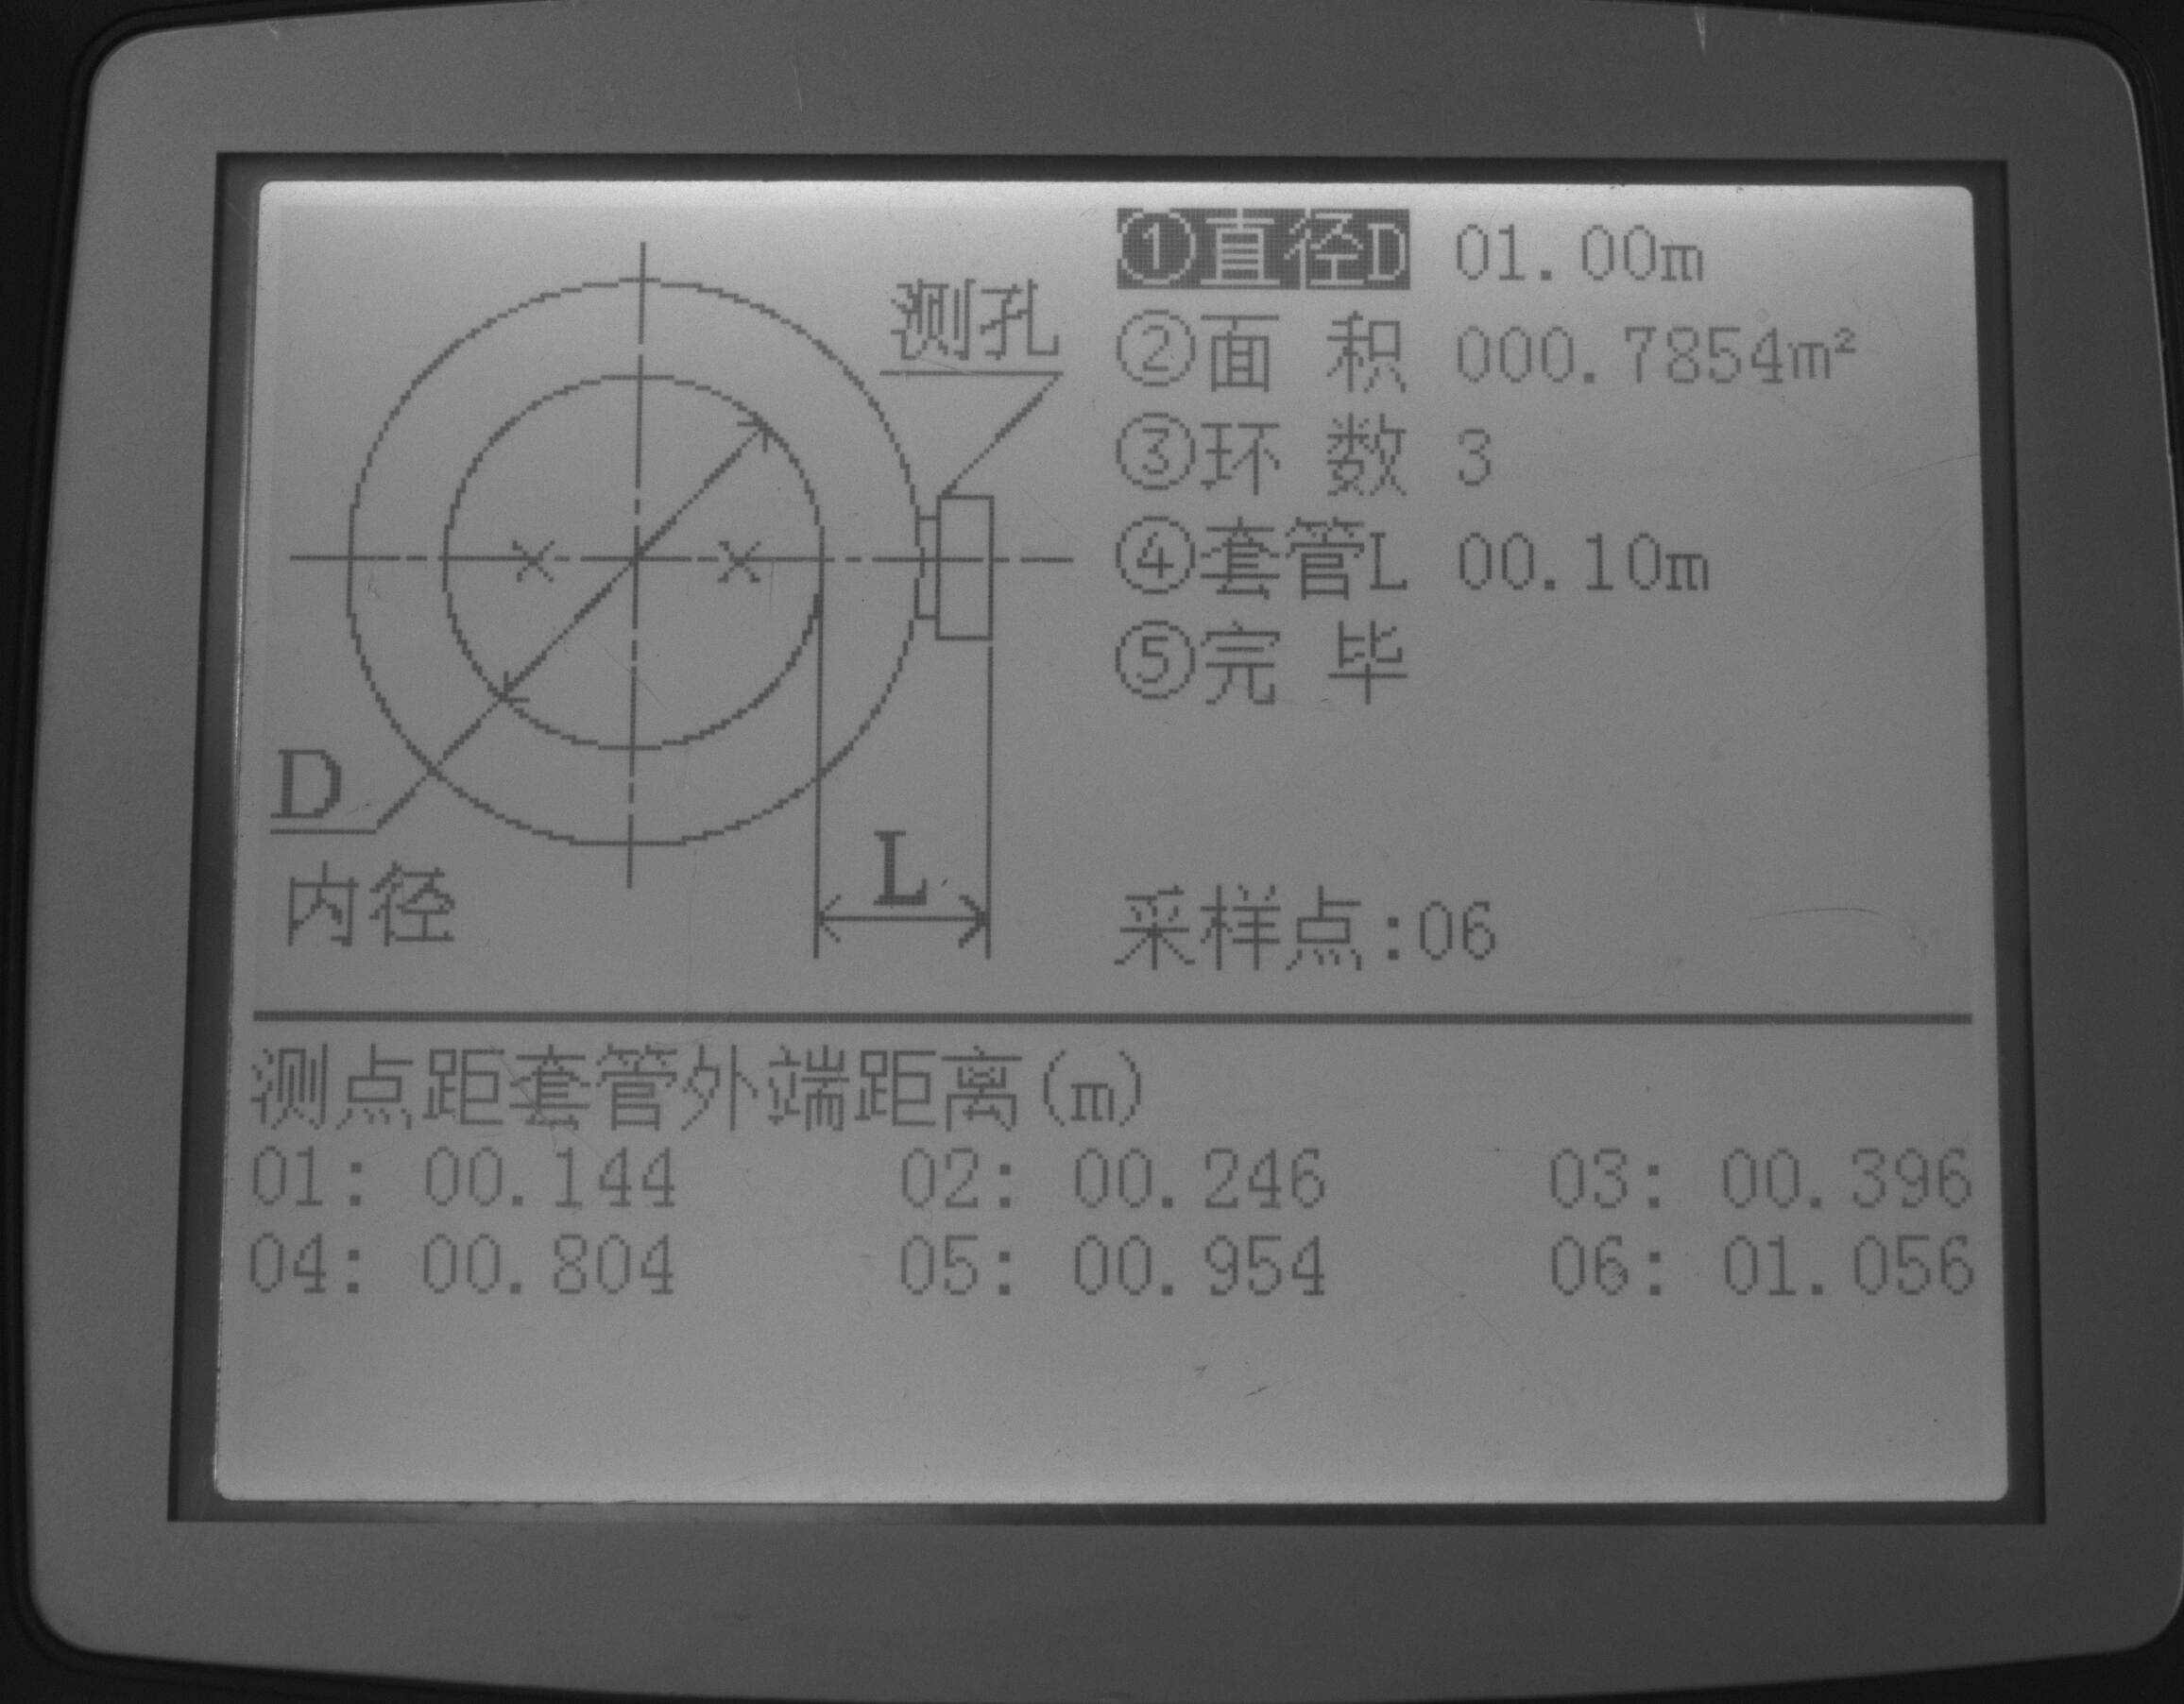 测孔
D
内径
L
①直径D 01.00m
②面 积 000.7854m²
③环 数 3
④套管L 00.10m
⑤完 毕
采样点:06
测点距套管外端距离(m)
01: 00.144 02: 00.246 03: 00.396
04: 00.804 05: 00.954 06: 01.056